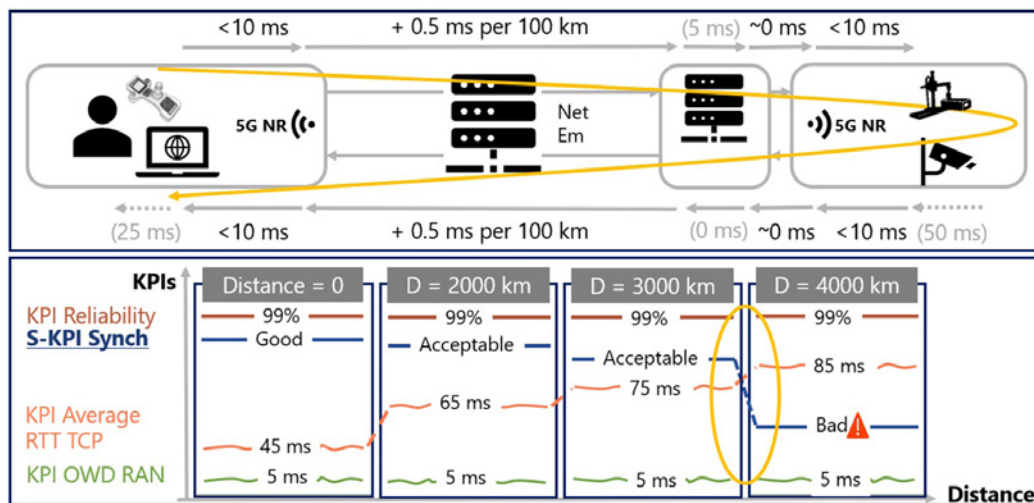 <10 ms
+ 0.5 ms per 100 km
(5 ms)
~0 ms
<10 ms
5G NR
Net
Em
5G NR
(25 ms)
<10 ms
+ 0.5 ms per 100 km
(0 ms)
~0 ms
<10 ms
(50 ms)
KPIs
Distance = 0
D = 2000 km
D = 3000 km
D = 4000 km
KPI Reliability
99%
99%
99%
99%
S-KPI Synch
Good
Acceptable
Acceptable
Bad
KPI Average
RTT TCP
45 ms
65 ms
75 ms
85 ms
KPI OWD RAN
5 ms
5 ms
5 ms
5 ms
Distance